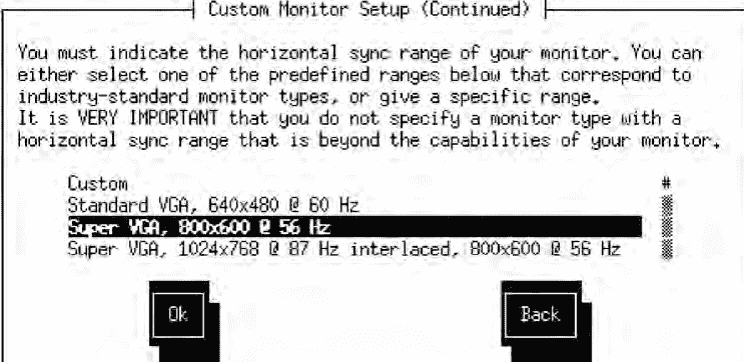 Custom Monitor Setup (Continued)
You must indicate the horizontal sync range of your monitor. You can
either select one of the predefined ranges below that correspond to
industry-standard monitor types, or give a specific range.
It is VERY IMPORTANT that you do not specify a monitor type with a
horizontal sync range that is beyond the capabilities of your monitor.
Custom #
Standard VGA, 640x480 @ 60 Hz
Super VGA, 800x600 @ 56 Hz
Super VGA, 1024x768 @ 87 Hz interlaced, 800x600 @ 56 Hz
Ok Back